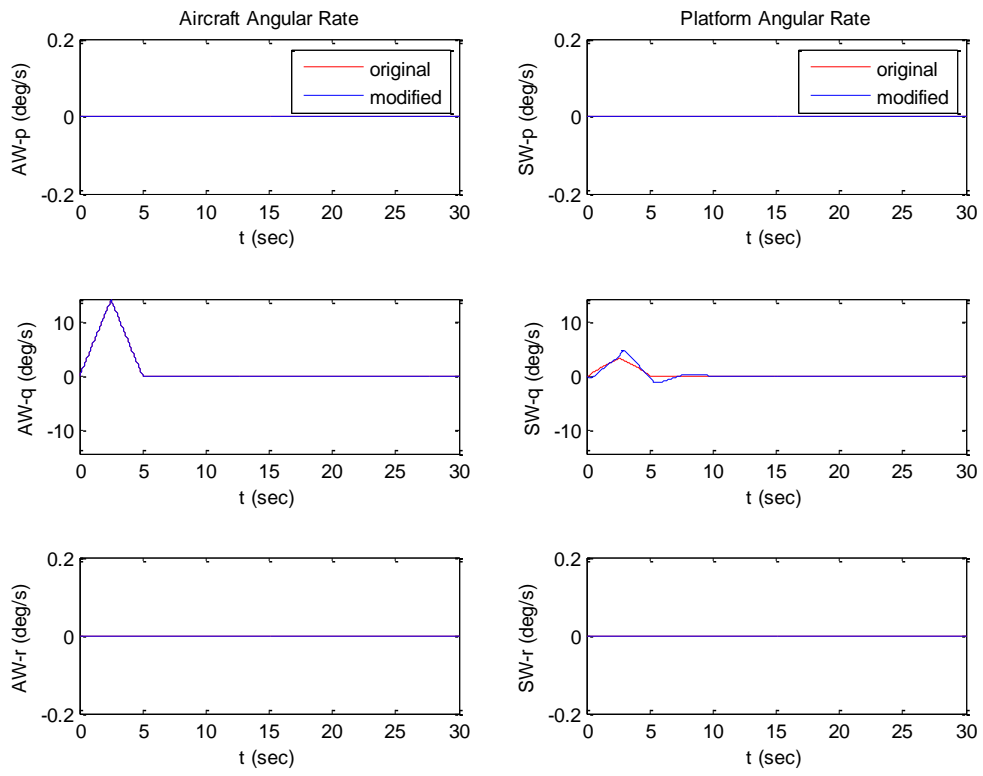 Aircraft Angular Rate
0.2
0
-0.2
AW-p (deg/s)
original
modified
0 5 10 15 20 25 30
t (sec)
Platform Angular Rate
0.2
0
-0.2
SW-p (deg/s)
original
modified
0 5 10 15 20 25 30
t (sec)
10
0
-10
AW-q (deg/s)
0 5 10 15 20 25 30
t (sec)
10
0
-10
SW-q (deg/s)
0 5 10 15 20 25 30
t (sec)
0.2
0
-0.2
AW-r (deg/s)
0 5 10 15 20 25 30
t (sec)
0.2
0
-0.2
SW-r (deg/s)
0 5 10 15 20 25 30
t (sec)